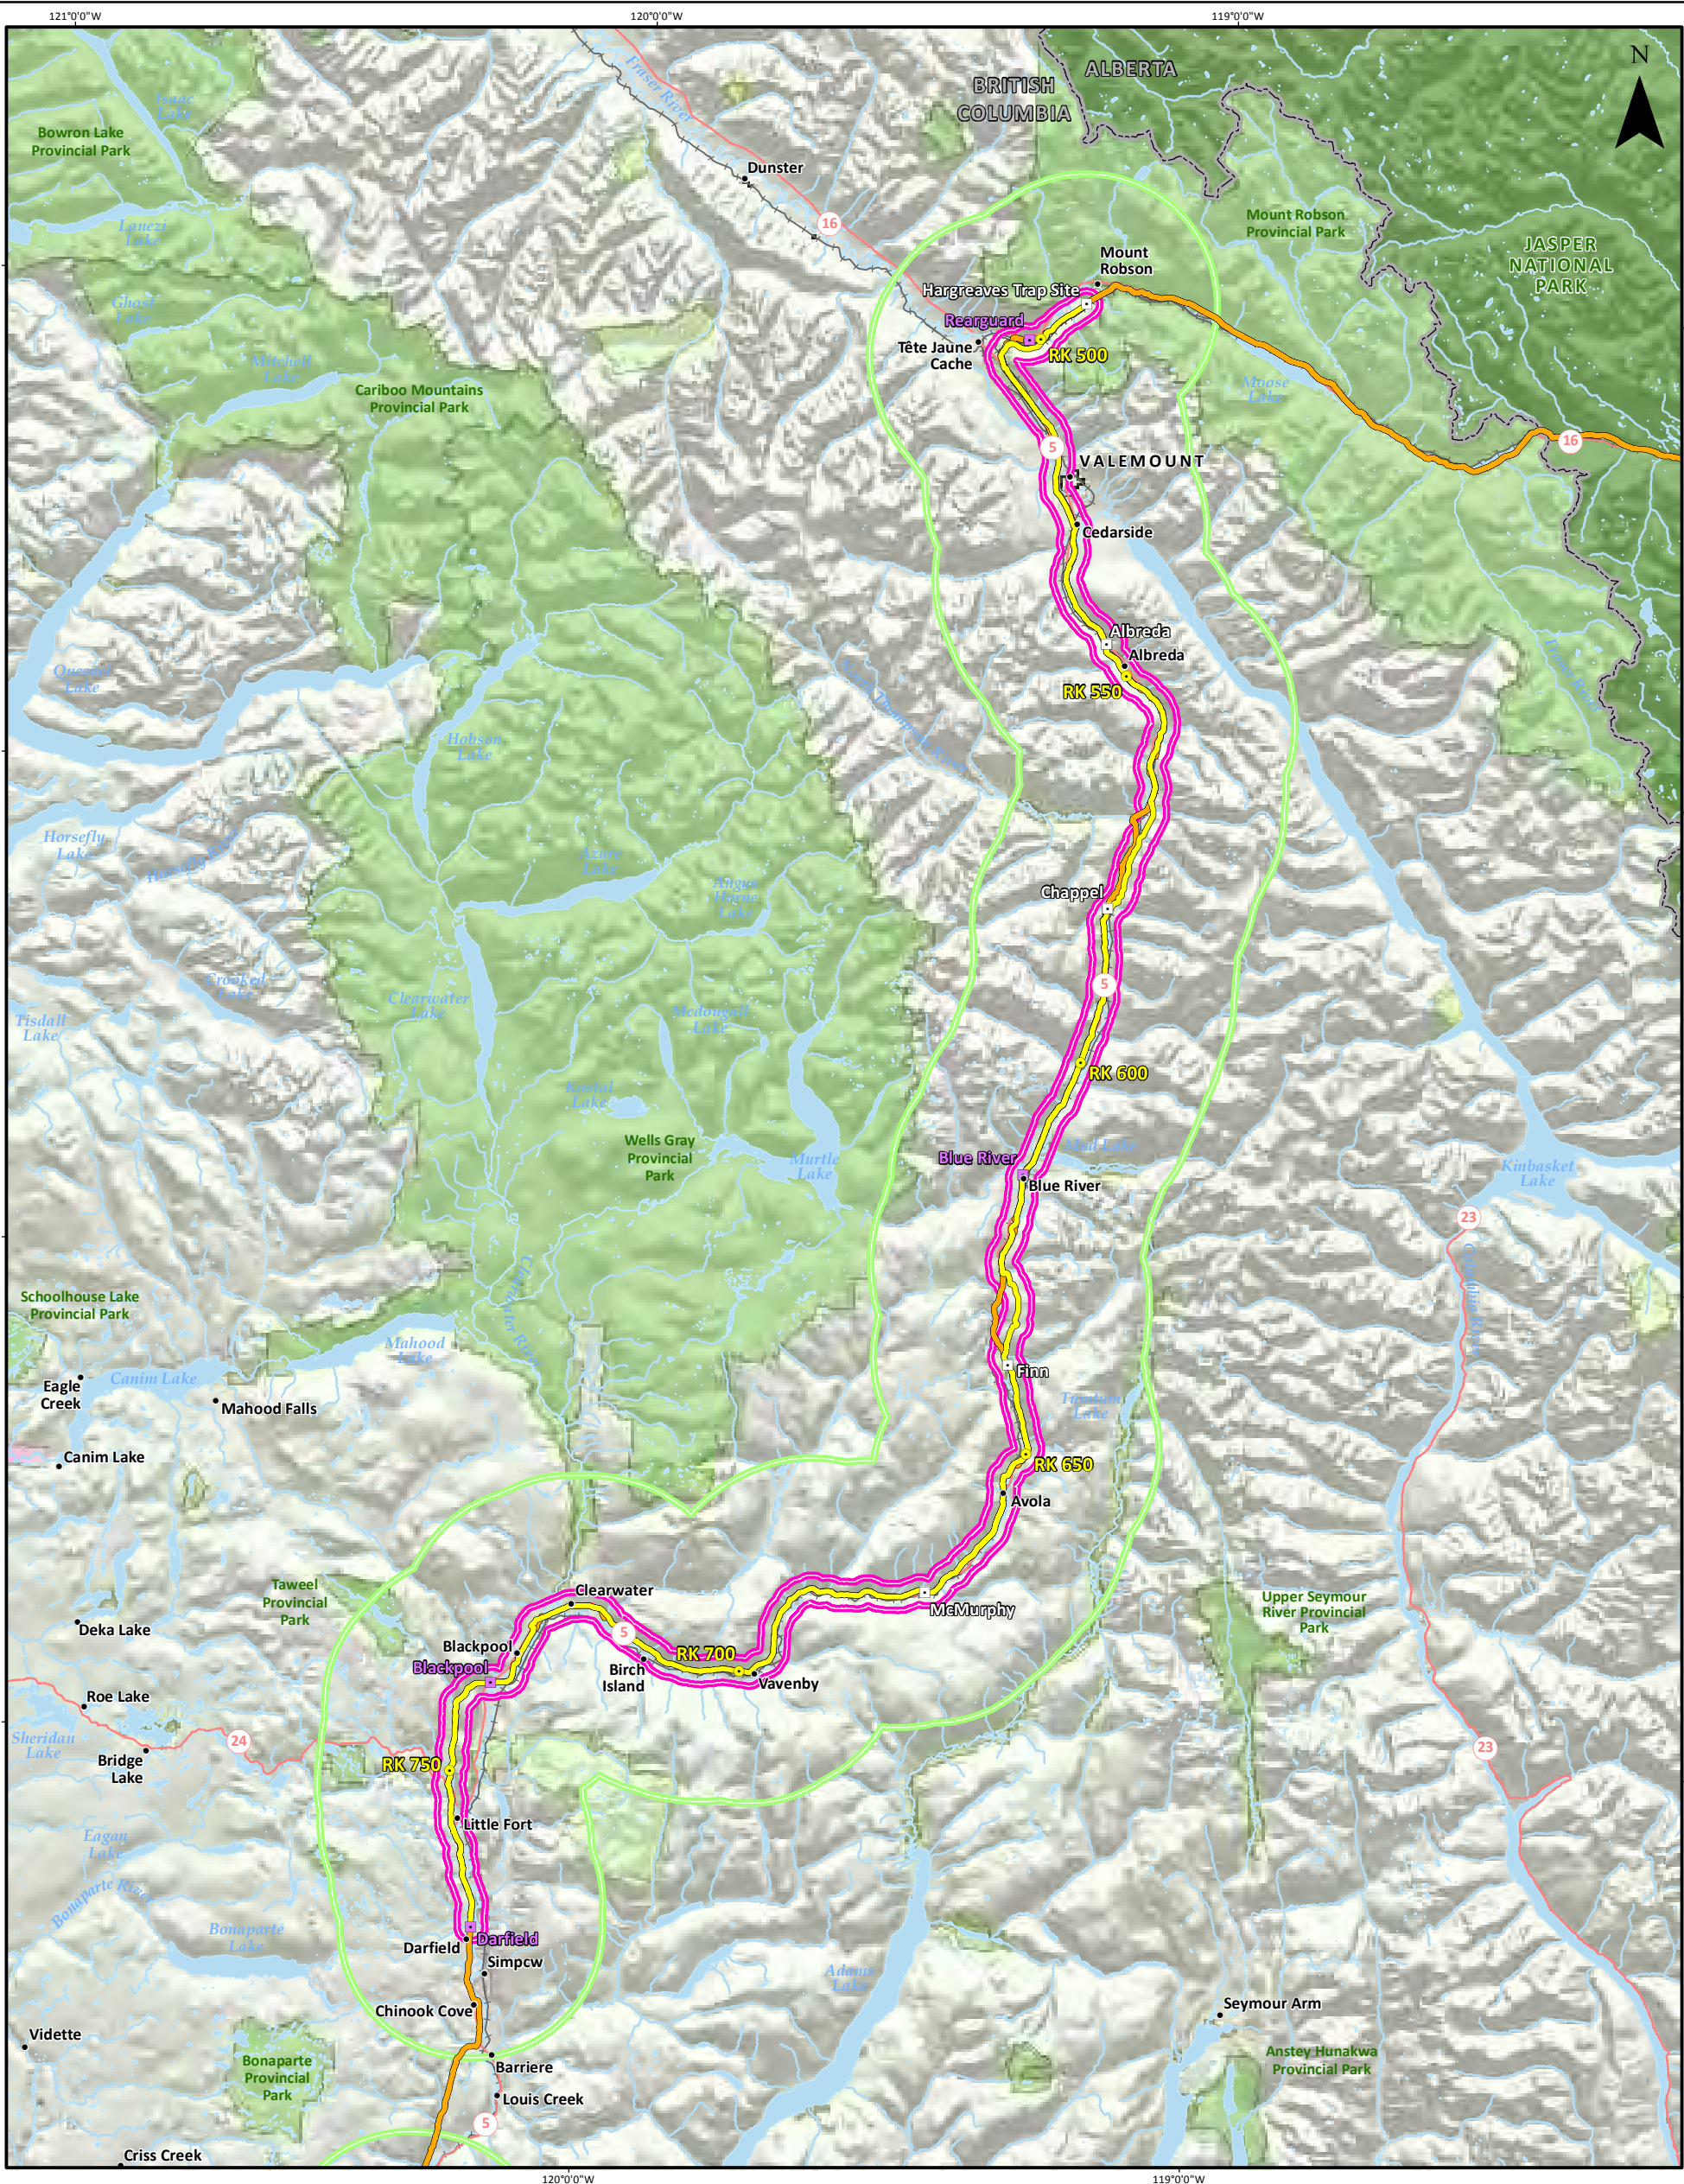 121°0'0"W
120°0'0"W
119°0'0"W
N
ALBERTA
BRITISH
COLUMBIA
Fraser River
Isaac
Lake
Bowron Lake
Provincial Park
Dunster
16
Lanezi
Lake
Mount Robson
Provincial Park
JASPER
NATIONAL
PARK
Mount
Robson
Hargreaves Trap Site
Ghost
Lake
Rearguard
Tête Jaune
Cache
RK 500
Mitchell
Lake
Cariboo Mountains
Provincial Park
Moose
Lake
16
5
VALEMOUNT
Cedarside
Albreda
Albreda
RK 550
Quesnel
Lake
North Thompson River
Fraser River
Hobson
Lake
Horsefly
Lake
Horsefly River
Azure
Lake
Angus
Horne
Lake
Chappel
Crooked
Lake
Clearwater
Lake
Mcdougall
Lake
Tisdall
Lake
5
RK 600
Kostal
Lake
Wells Gray
Provincial
Park
Murtle
Lake
Mud Lake
Blue River
Blue River
Kinbasket
Lake
23
Columbia River
Clearwater River
Schoolhouse Lake
Provincial Park
Mahood
Lake
Canim Lake
Eagle
Creek
Mahood Falls
Finn
Tumtum
Lake
Canim Lake
RK 650
Avola
Clearwater
Taweel
Provincial
Park
McMurphy
Upper Seymour
River Provincial
Park
Deka Lake
5
Blackpool
Blackpool
RK 700
Birch
Island
Vavenby
Roe Lake
Sheridan
Lake
24
Bridge
Lake
23
RK 750
Little Fort
Eagan
Lake
Bonaparte River
Bonaparte
Lake
Darfield
Darfield
Simpcw
Adams
Lake
Chinook Cove
Seymour Arm
Vidette
Bonaparte
Provincial
Park
Barriere
Anstey Hunakwa
Provincial Park
Louis Creek
5
Criss Creek
120°0'0"W
119°0'0"W